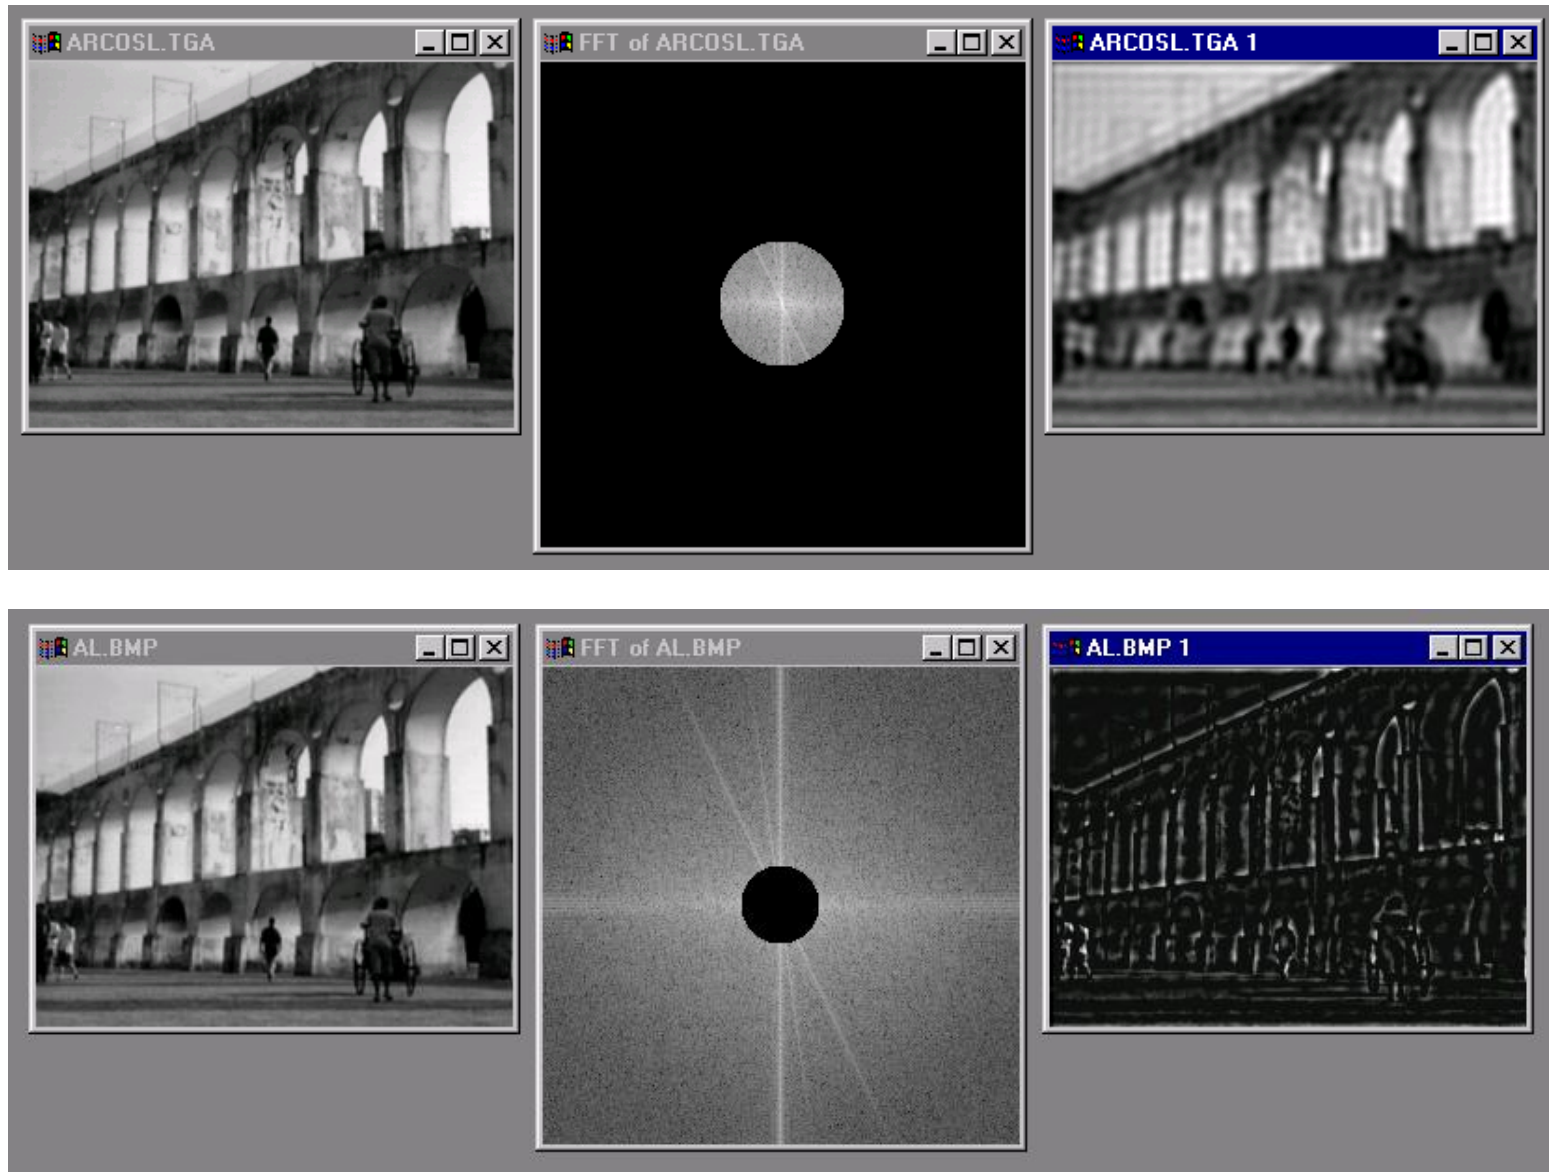 ARCOSL.TGA
FFT of ARCOSL.TGA
ARCOSL.TGA 1
AL.BMP
FFT of AL.BMP
AL.BMP 1